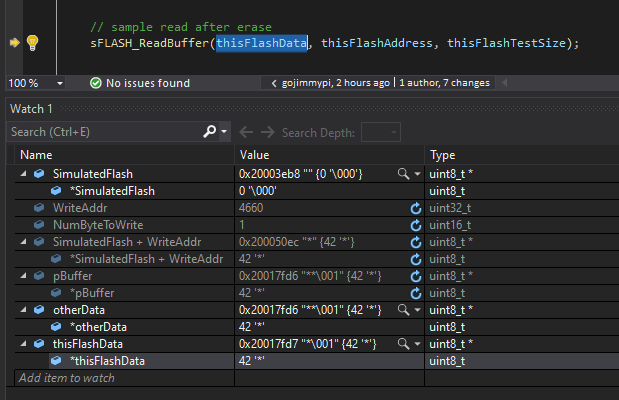 // sample read after erase
sFLASH_ReadBuffer(thisFlashData, thisFlashAddress, thisFlashTestSize);
100 % No issues found gojimmypi, 2 hours ago | 1 author, 7 changes
Watch 1
Search (Ctrl+E) Search Depth:
Name Value Type
SimulatedFlash 0x20003eb8 "" {0 '\000'} uint8_t *
*SimulatedFlash 0 '\000' uint8_t
WriteAddr 4660 uint32_t
NumByteToWrite 1 uint16_t
SimulatedFlash + WriteAddr 0x200050ec "*" {42 '*'} uint8_t *
*SimulatedFlash + WriteAddr 42 '*' uint8_t
pBuffer 0x20017fd6 "**\001" {42 '*'} uint8_t *
*pBuffer 42 '*' uint8_t
otherData 0x20017fd6 "**\001" {42 '*'} uint8_t *
*otherData 42 '*' uint8_t
thisFlashData 0x20017fd7 "*\001" {42 '*'} uint8_t *
*thisFlashData 42 '*' uint8_t
Add item to watch